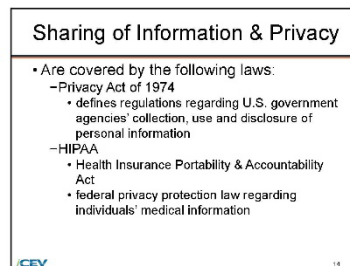 Sharing of Information & Privacy
• Are covered by the following laws:
−Privacy Act of 1974
• defines regulations regarding U.S. government
agencies' collection, use and disclosure of
personal information
−HIPAA
• Health Insurance Portability & Accountability
Act
• federal privacy protection law regarding
individuals' medical information
iCEV